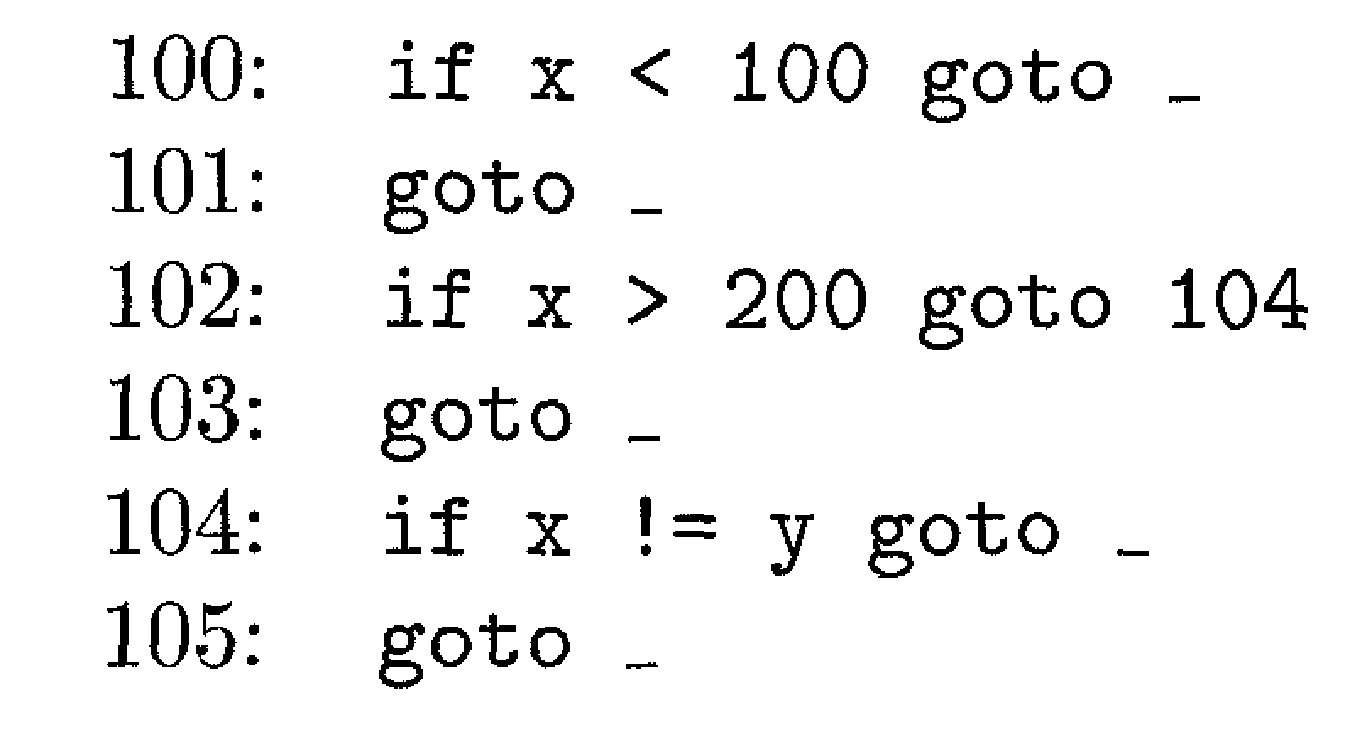 100: if x < 100 goto _
101: goto _
102: if x > 200 goto 104
103: goto _
104: if x != y goto _
105: goto _